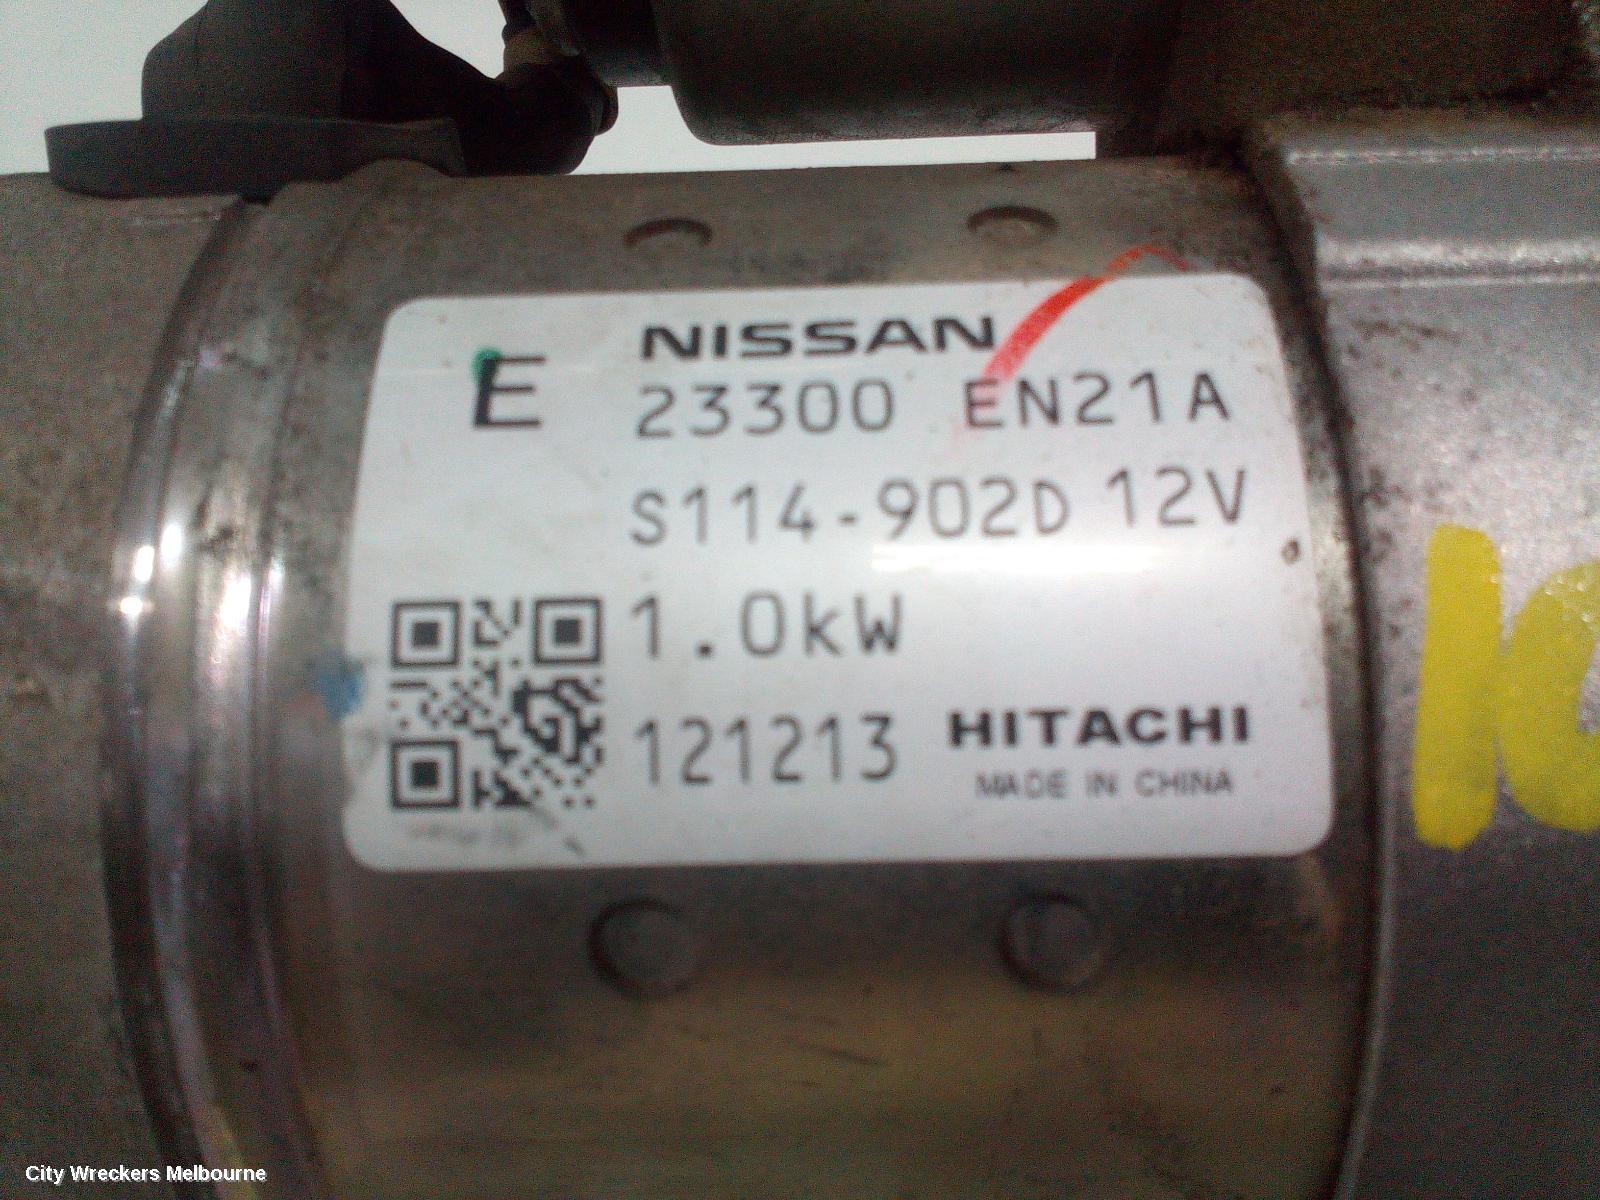 E
NISSAN
23300 EN21A
S114-902D 12V
1.0kW
121213 HITACHI
MADE IN CHINA
City Wreckers Melbourne